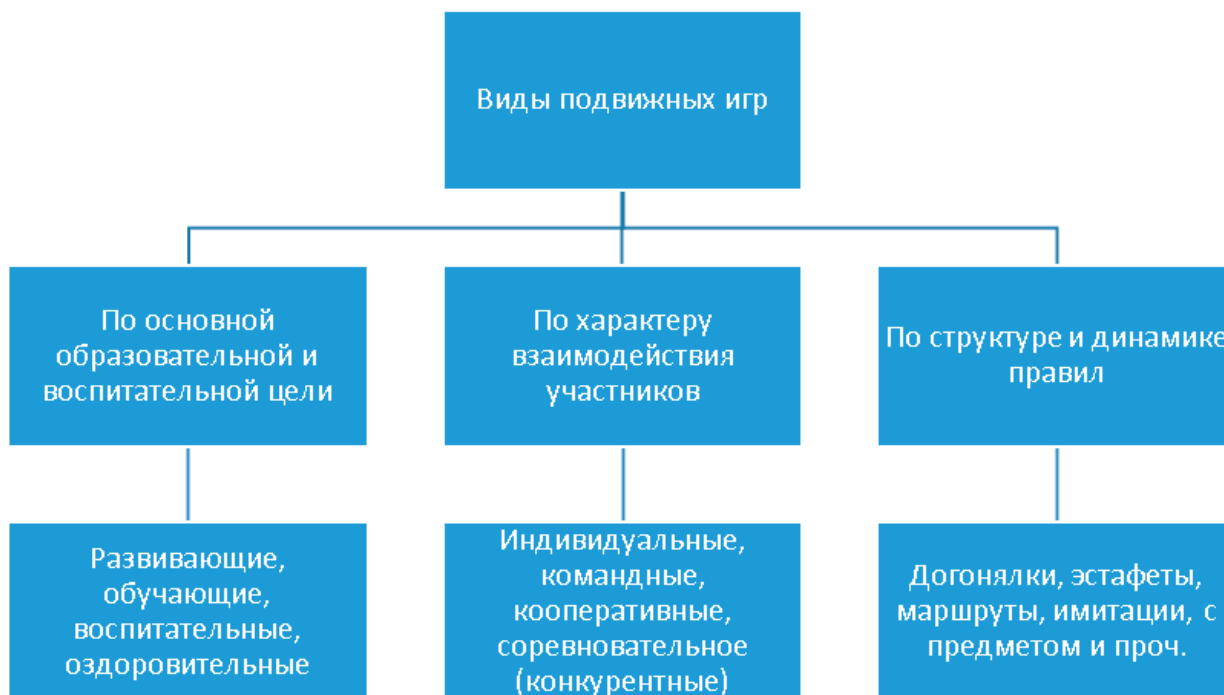 Виды подвижных игр
По основной
образовательной и
воспитательной цели
По характеру
взаимодействия
участников
По структуре и динамике
правил
Развивающие,
обучающие,
воспитательные,
оздоровительные
Индивидуальные,
командные,
кооперативные,
соревновательное
(конкурентные)
Догонялки, эстафеты,
маршруты, имитации, с
предметом и проч.